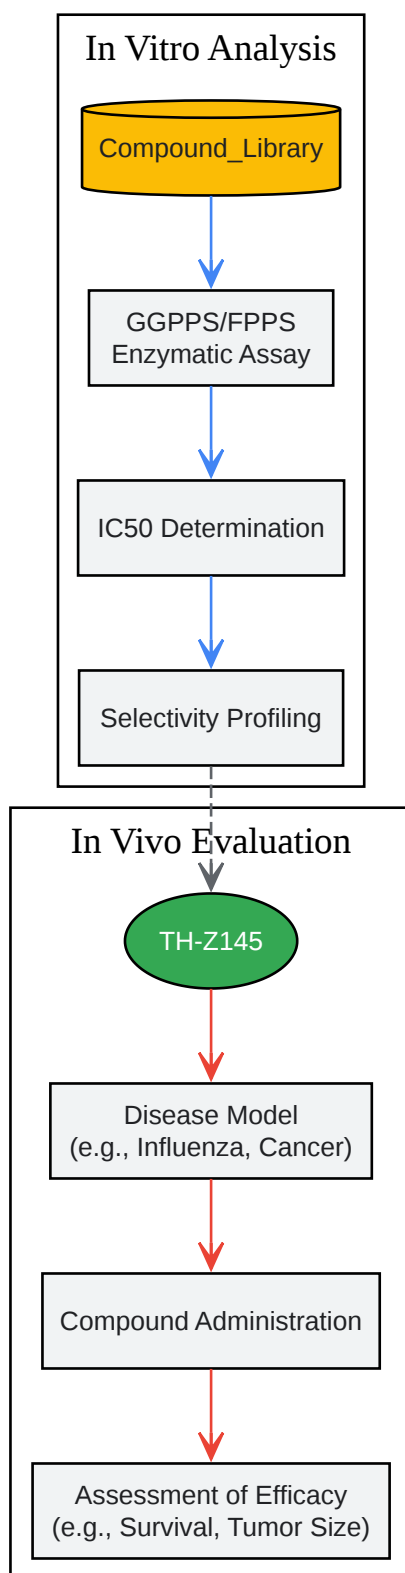 In Vitro Analysis
Compound_Library
GGPPS/FPPS
Enzymatic Assay
IC50 Determination
Selectivity Profiling
In Vivo Evaluation
TH-Z145
Disease Model
(e.g., Influenza, Cancer)
Compound Administration
Assessment of Efficacy
(e.g., Survival, Tumor Size)